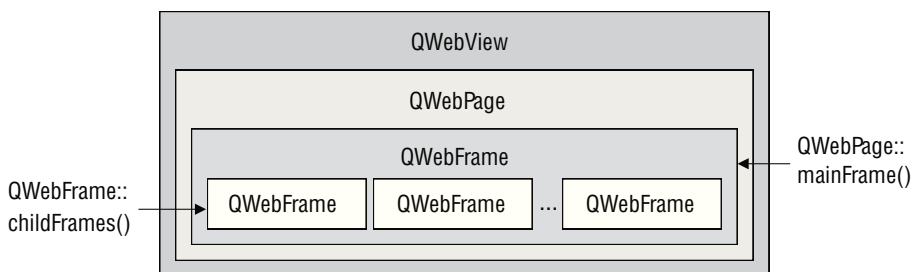 QWebView
QWebPage
QWebFrame
QWebPage::
mainFrame()
QWebFrame::
childFrames()
QWebFrame QWebFrame ... QWebFrame